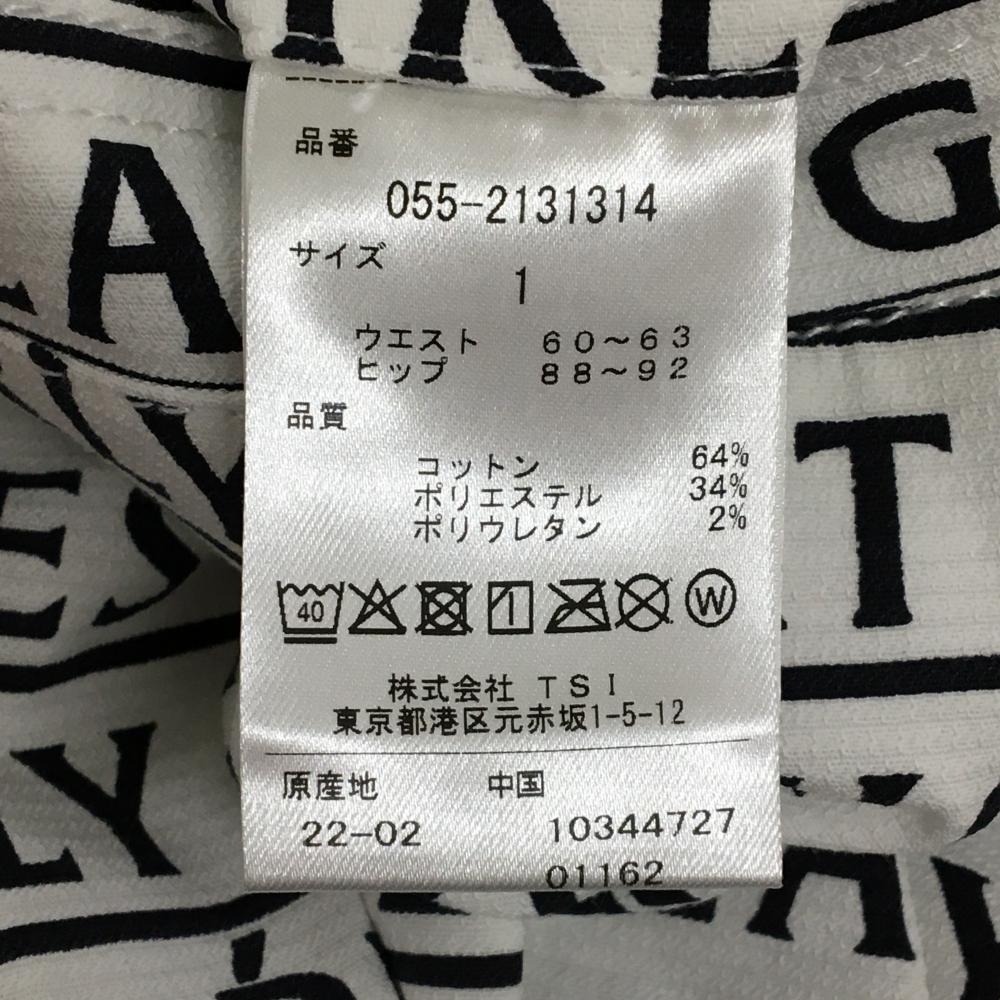 品番
055-2131314
サイズ
1
ウエスト 60~63
ヒップ 88~92
品質
コットン 64%
ポリエステル 34%
ポリウレタン 2%
40 1 W
株式会社 TSI
東京都港区元赤坂1-5-12
原産地 中国
22-02 10344727
01162